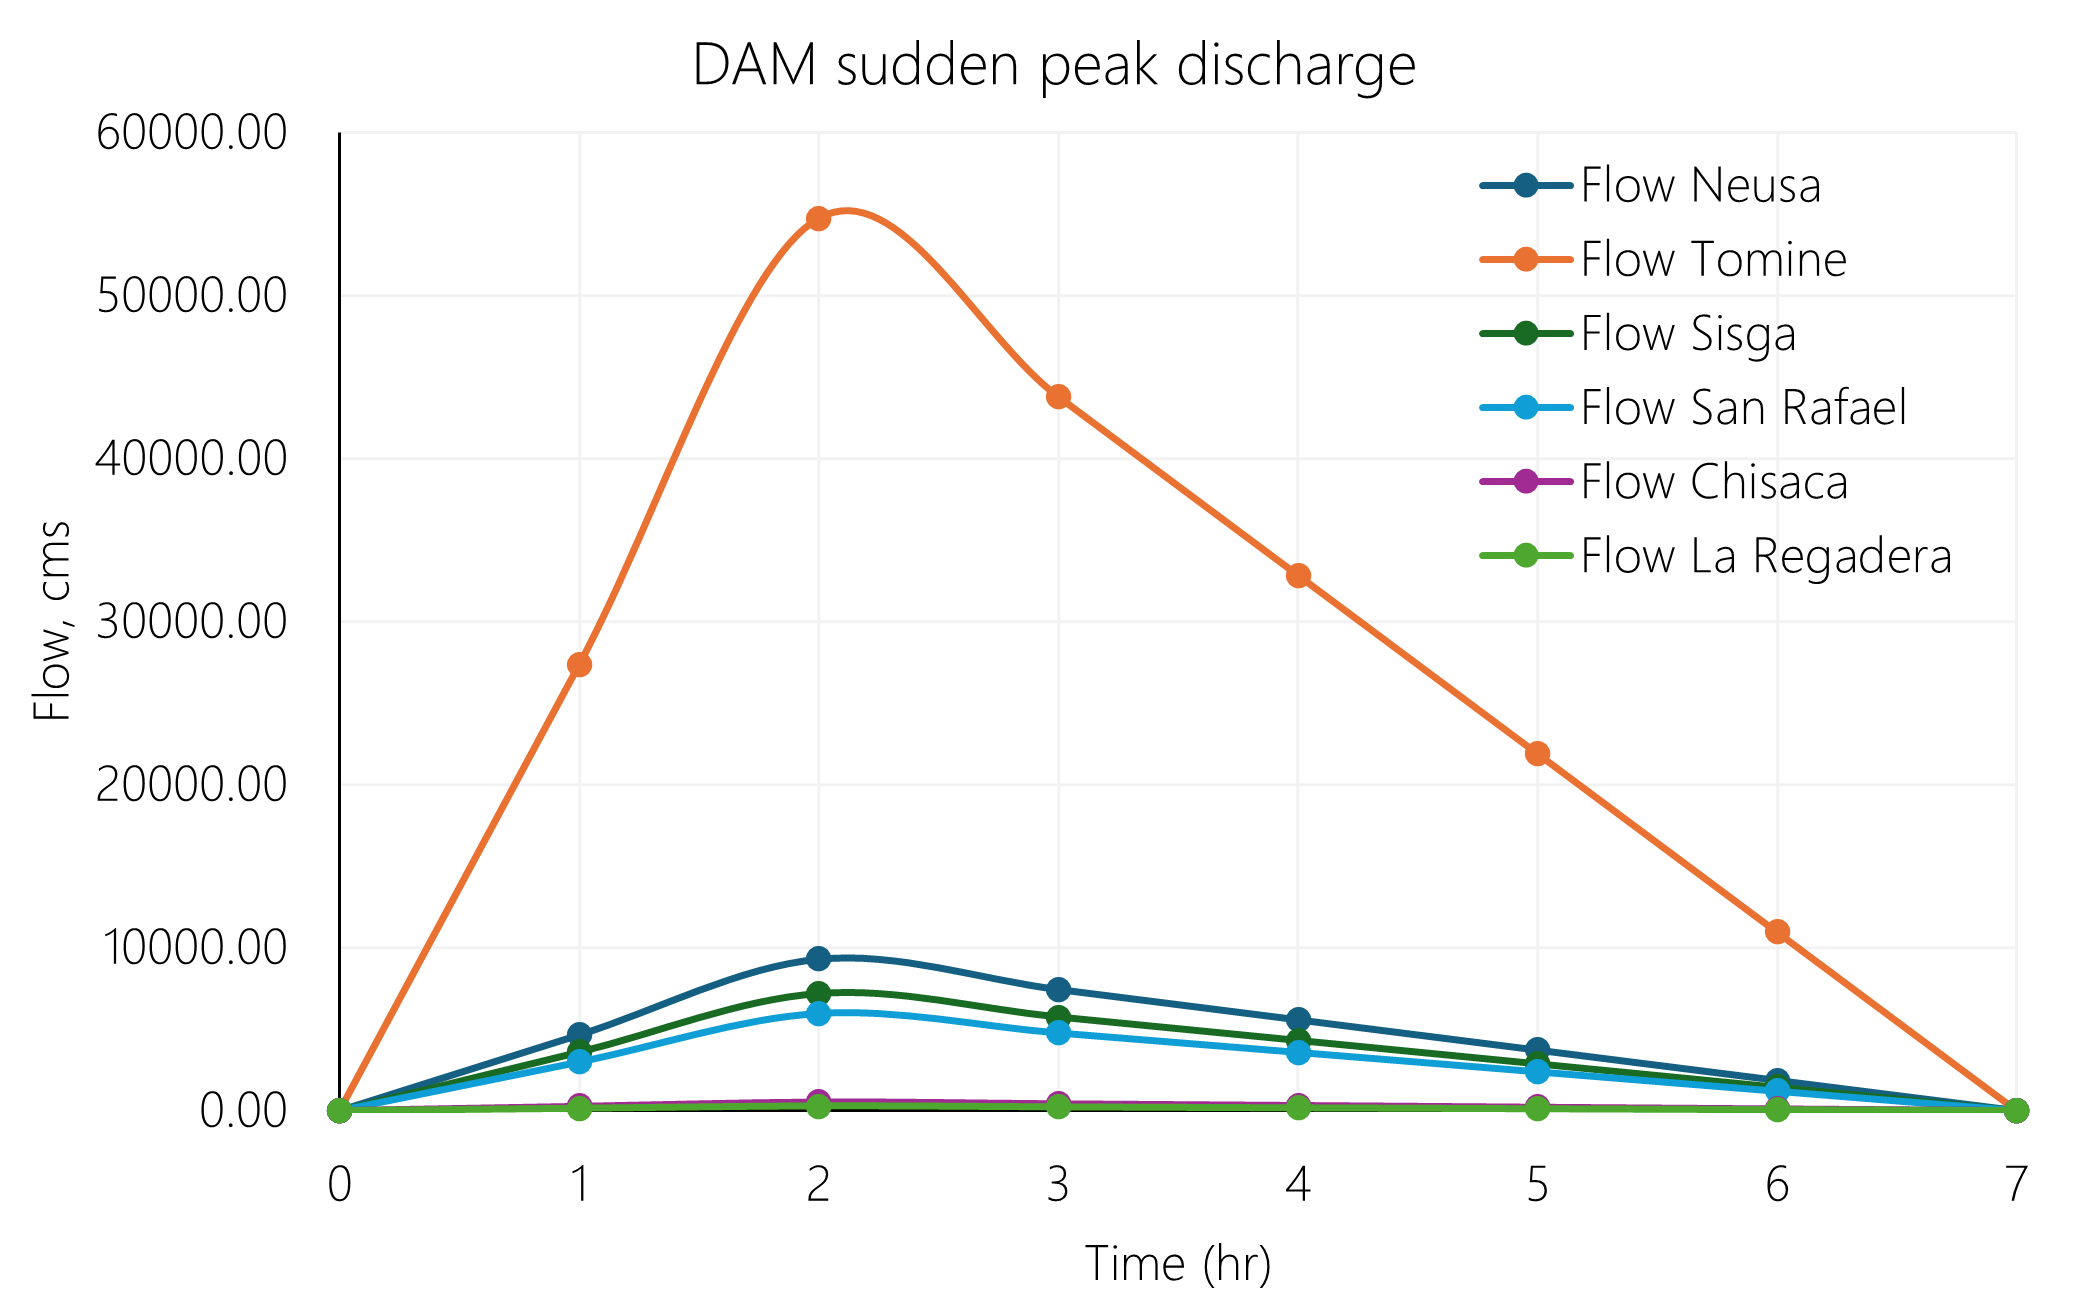 DAM sudden peak discharge
60000.00
50000.00
40000.00
30000.00
20000.00
10000.00
0.00
Flow, cms
Flow Neusa
Flow Tomine
Flow Sisga
Flow San Rafael
Flow Chisaca
Flow La Regadera
0 1 2 3 4 5 6 7
Time (hr)